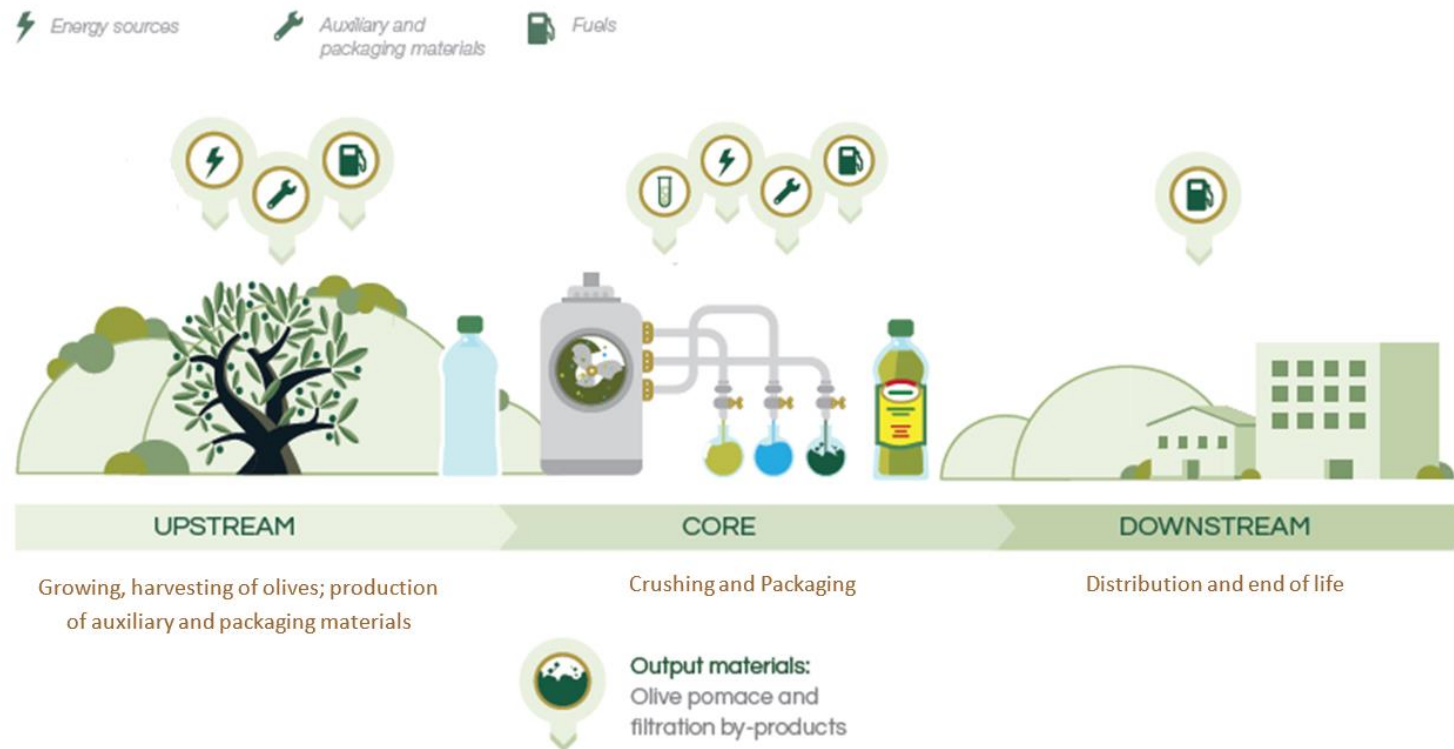 Energy sources
Auxiliary and
packaging materials
Fuels
UPSTREAM
CORE
DOWNSTREAM
Growing, harvesting of olives; production
of auxiliary and packaging materials
Crushing and Packaging
Distribution and end of life
Output materials:
Olive pomace and
filtration by-products